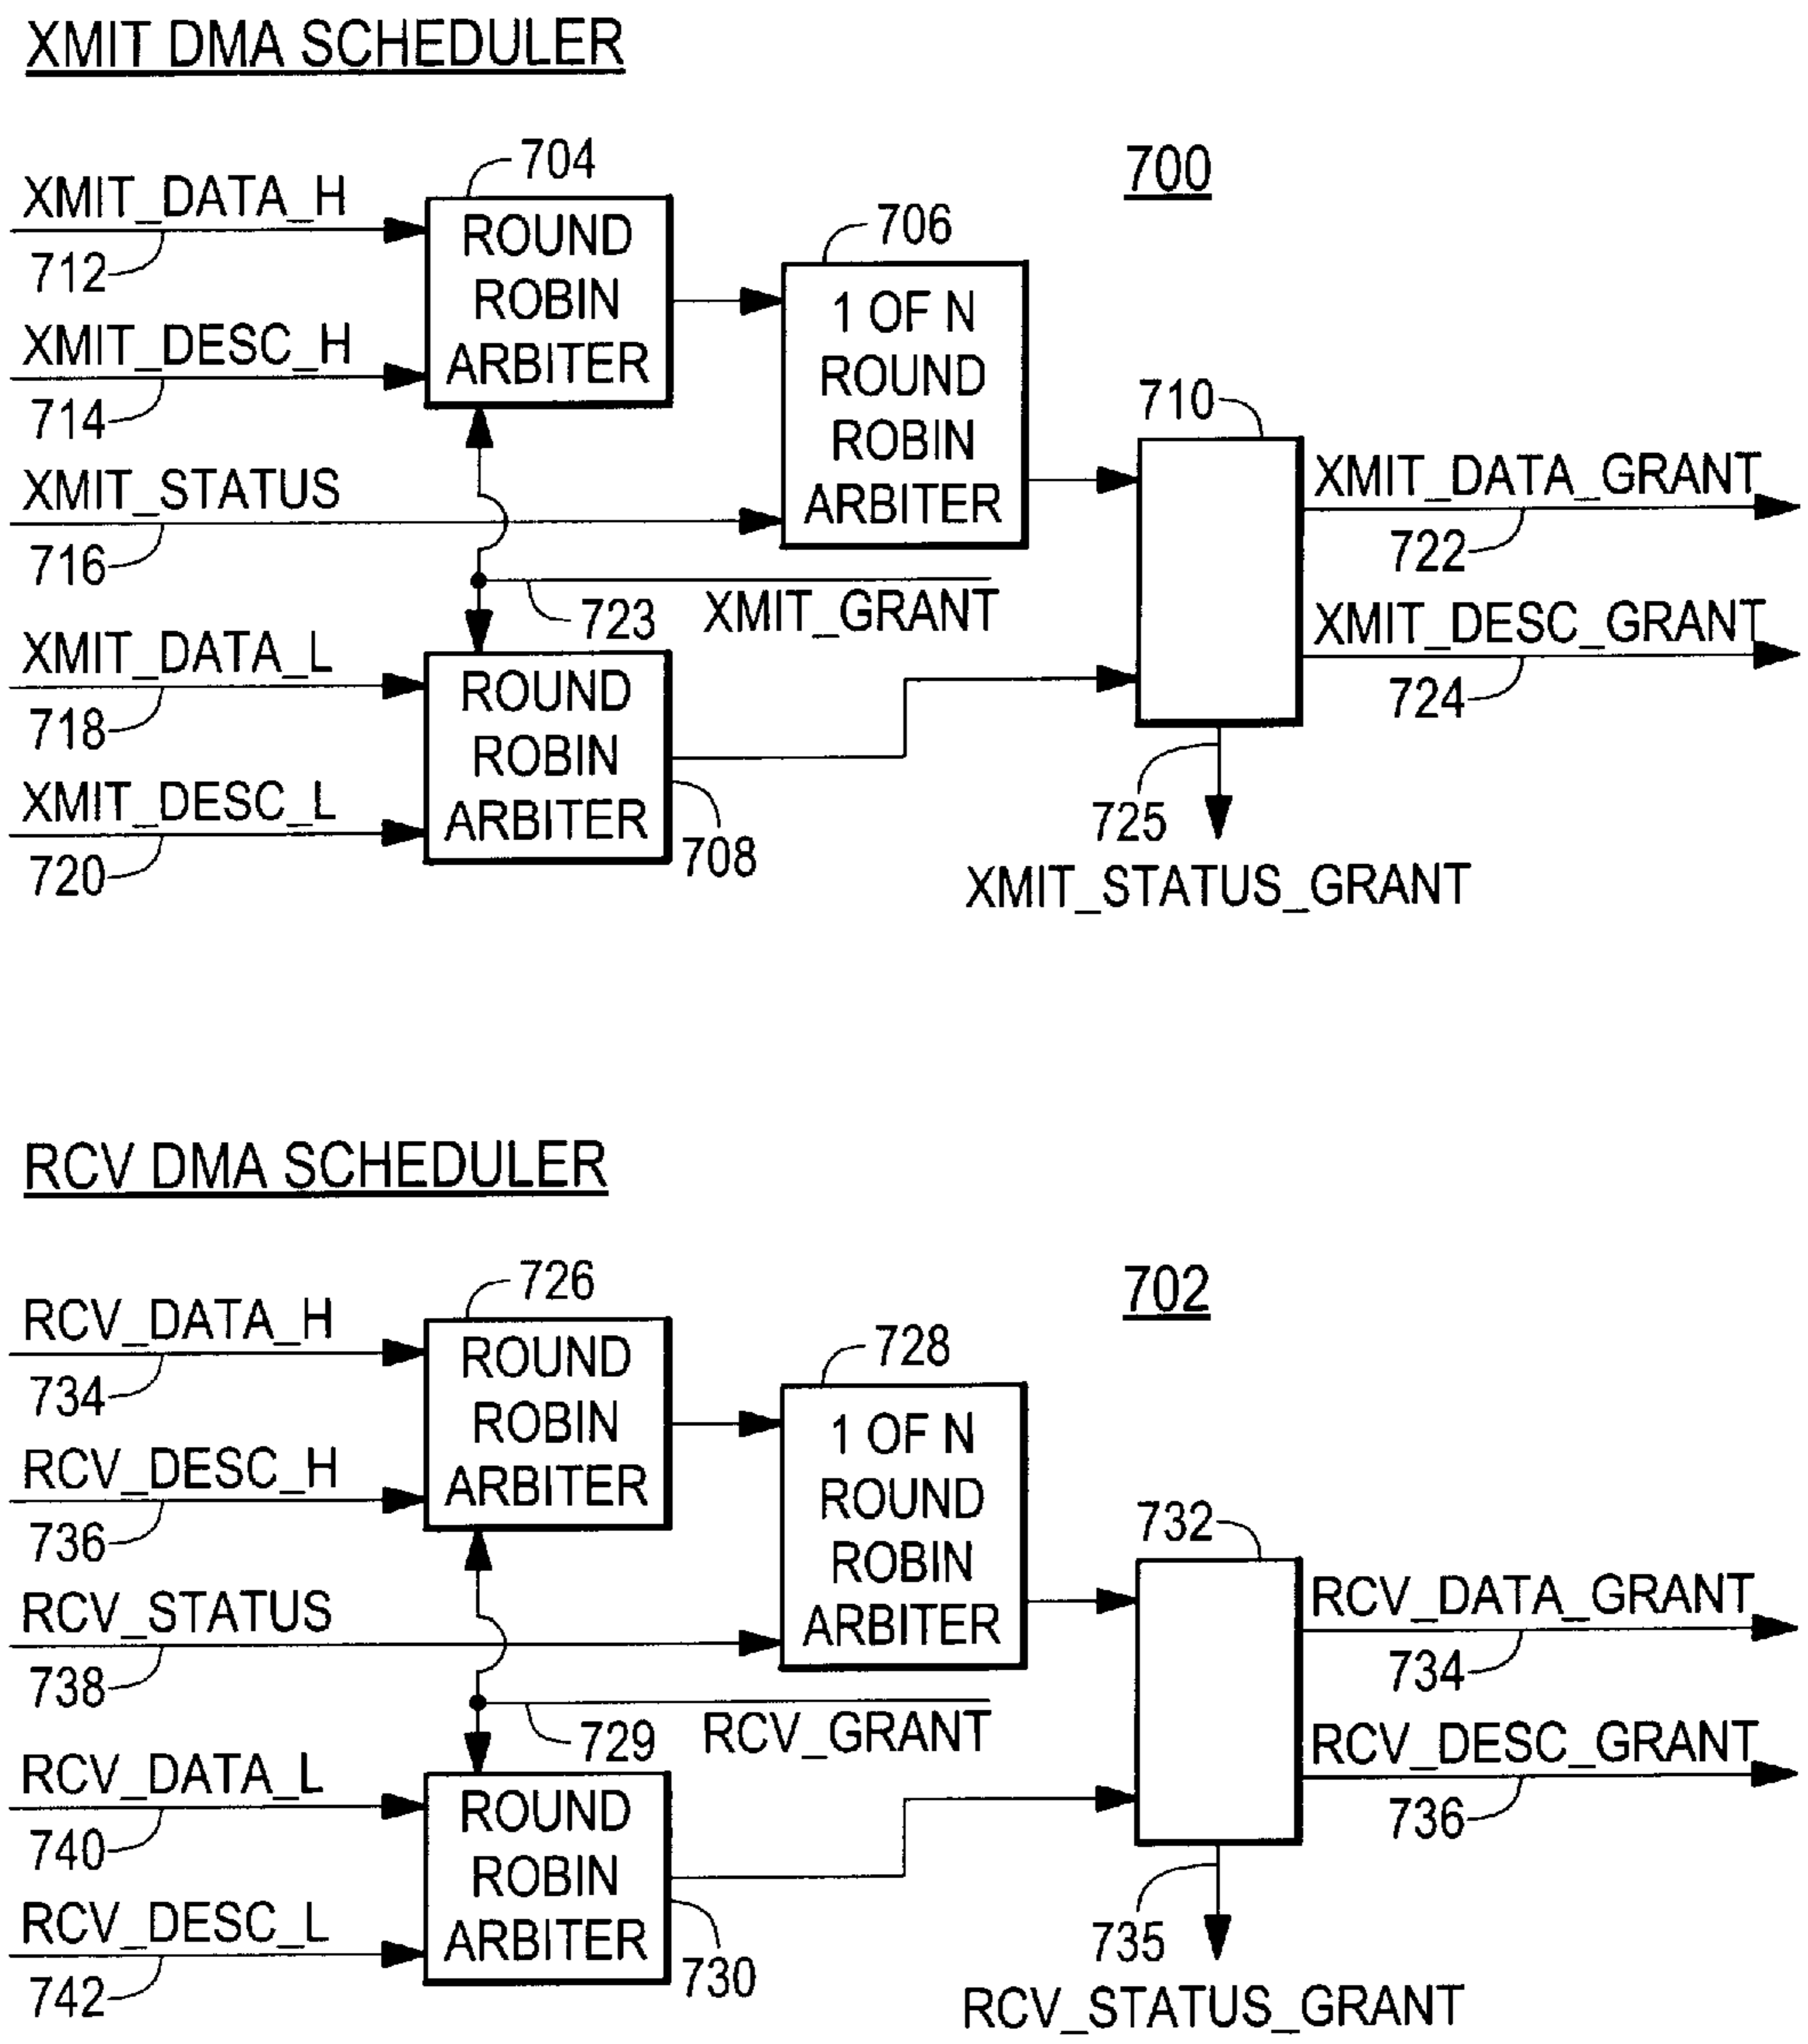 XMIT DMA SCHEDULER
700
704
706
XMIT_DATA_H
712
XMIT_DESC_H
714
ROUND
ROBIN
ARBITER
1 OF N
ROUND
ROBIN
ARBITER
710
XMIT_STATUS
716
XMIT_DATA_GRANT
722
723
XMIT_GRANT
XMIT_DESC_GRANT
724
XMIT_DATA_L
718
XMIT_DESC_L
720
ROUND
ROBIN
ARBITER
708
725
XMIT_STATUS_GRANT
RCV DMA SCHEDULER
702
726
728
RCV_DATA_H
734
RCV_DESC_H
736
ROUND
ROBIN
ARBITER
1 OF N
ROUND
ROBIN
ARBITER
732
RCV_STATUS
738
RCV_DATA_GRANT
734
729
RCV_GRANT
RCV_DESC_GRANT
736
RCV_DATA_L
740
RCV_DESC_L
742
ROUND
ROBIN
ARBITER
730
735
RCV_STATUS_GRANT